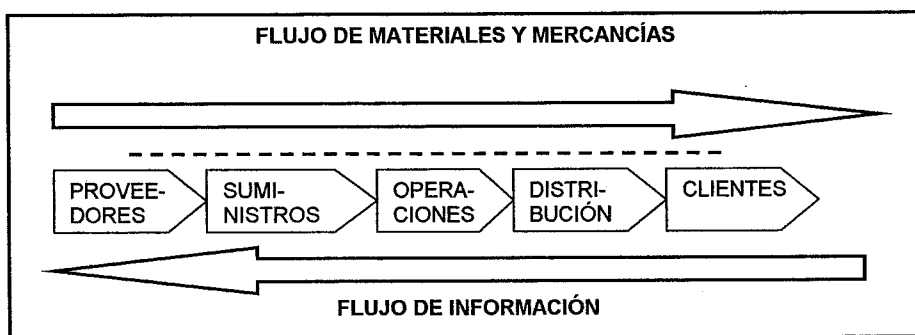 FLUJO DE MATERIALES Y MERCANCÍAS
PROVEE-
DORES
SUMI-
NISTROS
OPERA-
CIONES
DISTRI-
BUCIÓN
CLIENTES
FLUJO DE INFORMACIÓN